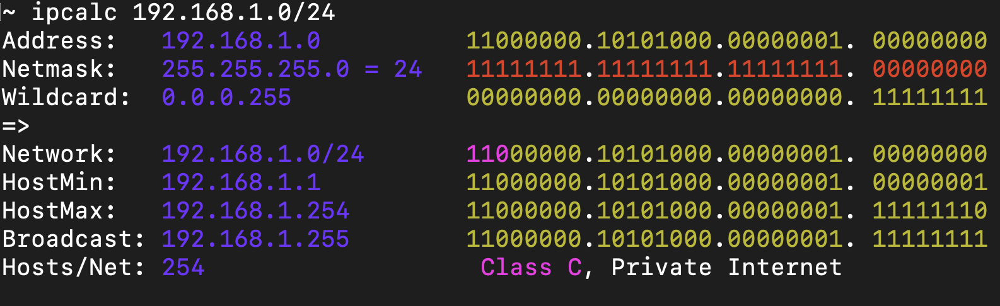 ~ ipcalc 192.168.1.0/24
Address:   192.168.1.0          11000000.10101000.00000001. 00000000
Netmask:   255.255.255.0 = 24   11111111.11111111.11111111. 00000000
Wildcard:  0.0.0.255            00000000.00000000.00000000. 11111111
=>
Network:   192.168.1.0/24       11000000.10101000.00000001. 00000000
HostMin:   192.168.1.1          11000000.10101000.00000001. 00000001
HostMax:   192.168.1.254        11000000.10101000.00000001. 11111110
Broadcast: 192.168.1.255        11000000.10101000.00000001. 11111111
Hosts/Net: 254                   Class C, Private Internet